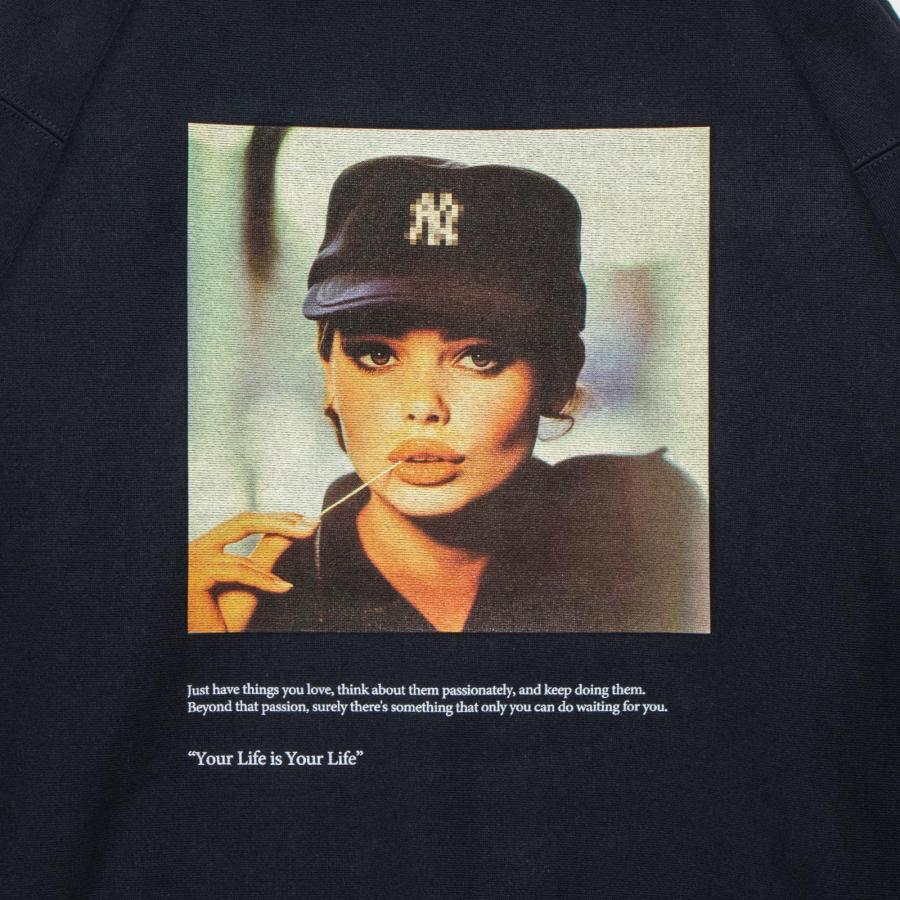 Just have things you love, think about them passionately, and keep doing them.
Beyond that passion, surely there's something that only you can do waiting for you.
“Your Life is Your Life”